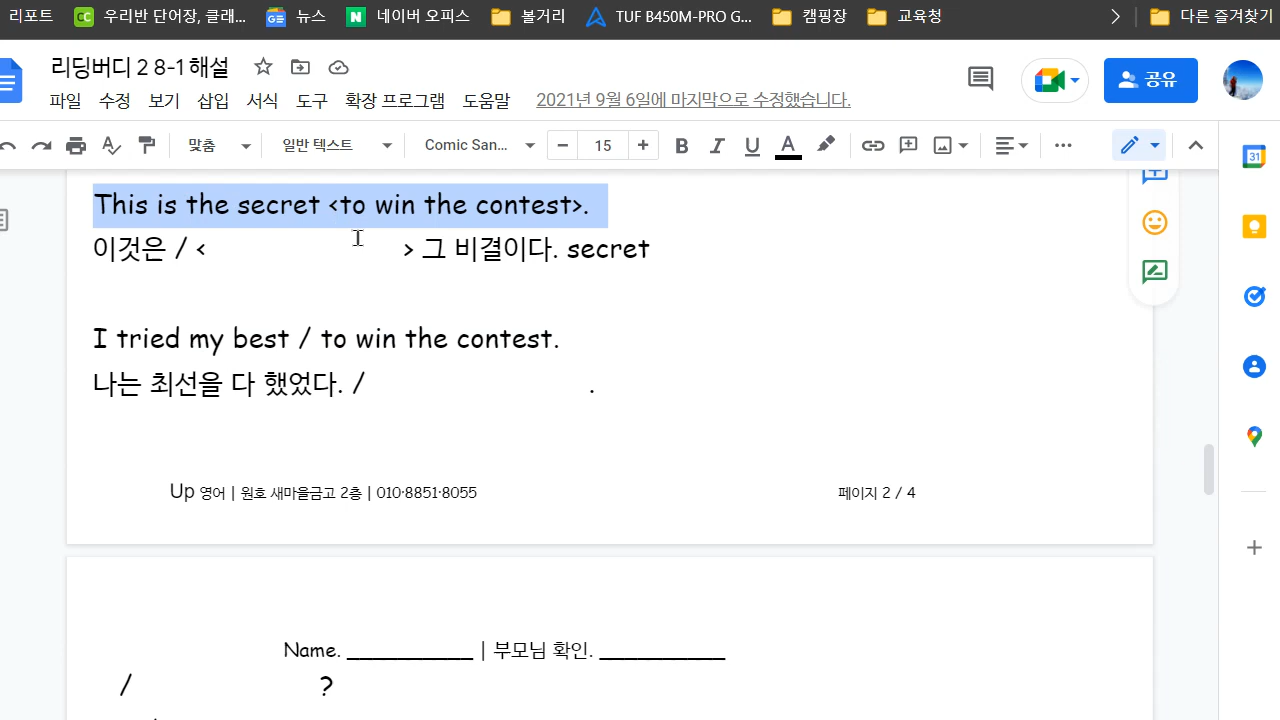 리포트 우리반 단어장, 클래... 뉴스 네이버 오피스 볼거리 TUF B450M-PRO G... 캠핑장 교육청 다른 즐겨찾기
리딩버디 2 8-1 해설
파일 수정 보기 삽입 서식 도구 확장 프로그램 도움말 2021년 9월 6일에 마지막으로 수정했습니다.
공유
맞춤 일반 텍스트 Comic San... 15
This is the secret <to win the contest>.
이것은 / < > 그 비결이다. secret
I tried my best / to win the contest.
나는 최선을 다 했었다. / .
Up 영어 | 원호 새마을금고 2층 | 010·8851·8055 페이지 2 / 4
Name. ___________ | 부모님 확인. ___________
/ ?